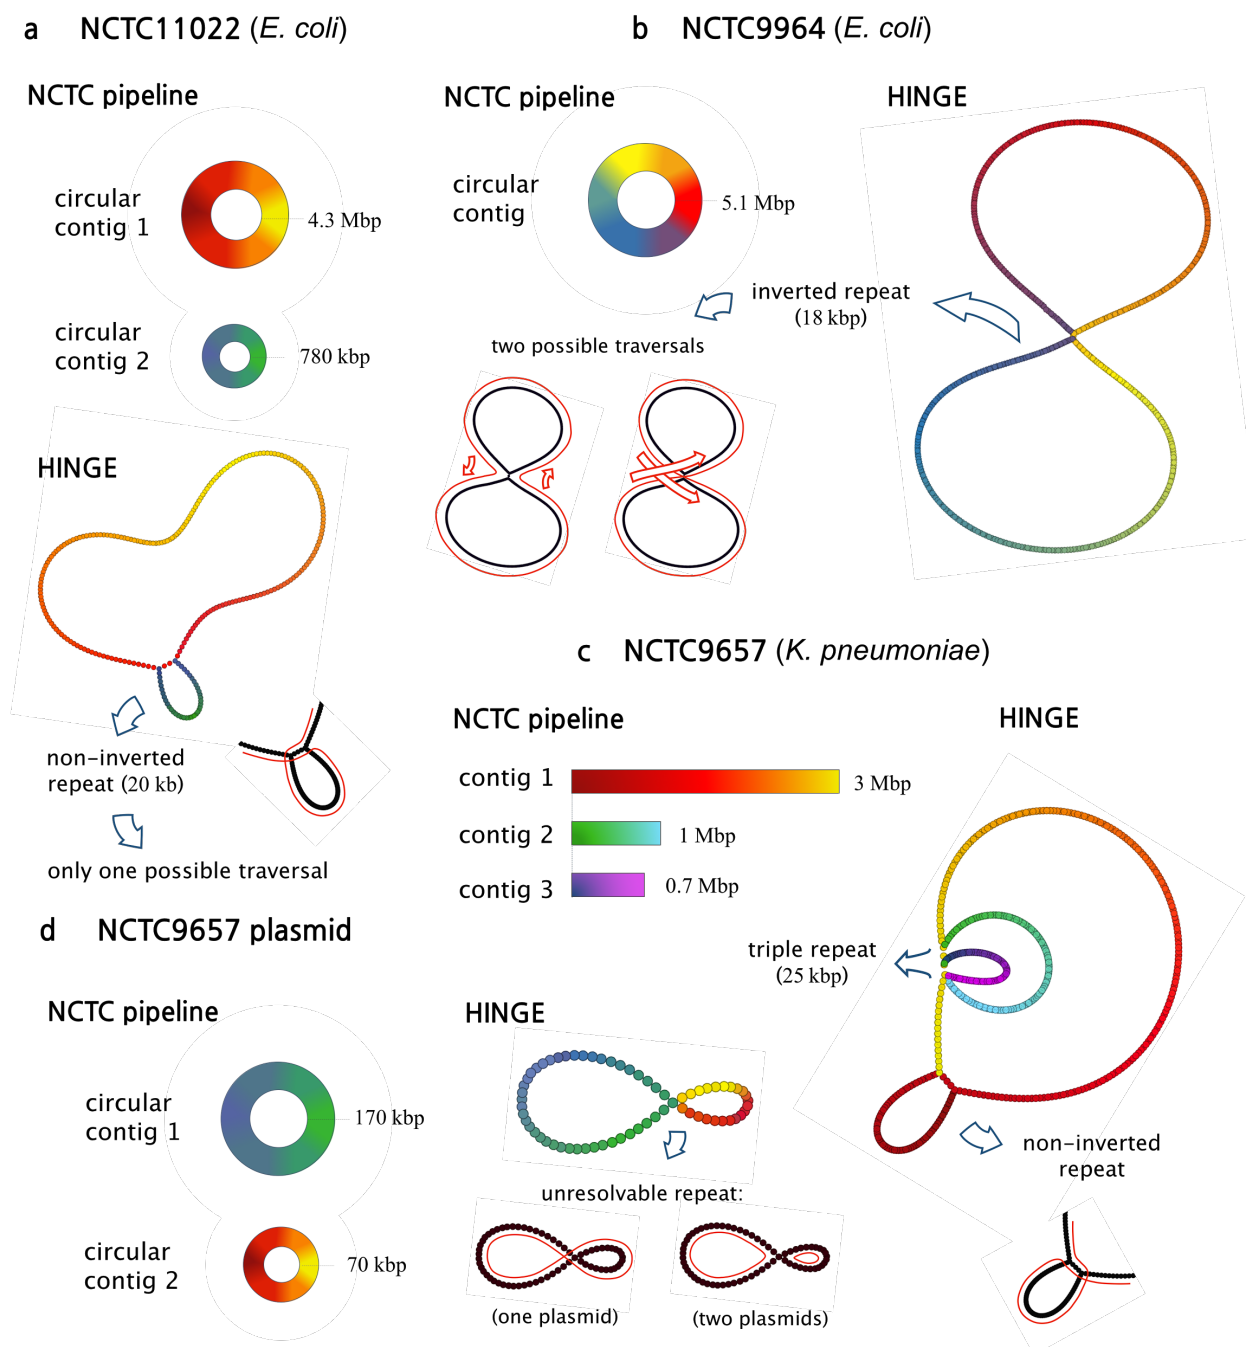 a NCTC11022 (E. coli)
NCTC pipeline
circular
contig 1
4.3 Mbp
circular
contig 2
780 kbp
HINGE
non-inverted
repeat (20 kb)
only one possible traversal
b NCTC9964 (E. coli)
NCTC pipeline
HINGE
circular
contig
5.1 Mbp
inverted repeat
(18 kbp)
two possible traversals
c NCTC9657 (K. pneumoniae)
NCTC pipeline
HINGE
contig 1
3 Mbp
contig 2
1 Mbp
contig 3
0.7 Mbp
triple repeat
(25 kbp)
non-inverted
repeat
d NCTC9657 plasmid
NCTC pipeline
circular
contig 1
170 kbp
circular
contig 2
70 kbp
HINGE
unresolvable repeat:
(one plasmid)
(two plasmids)